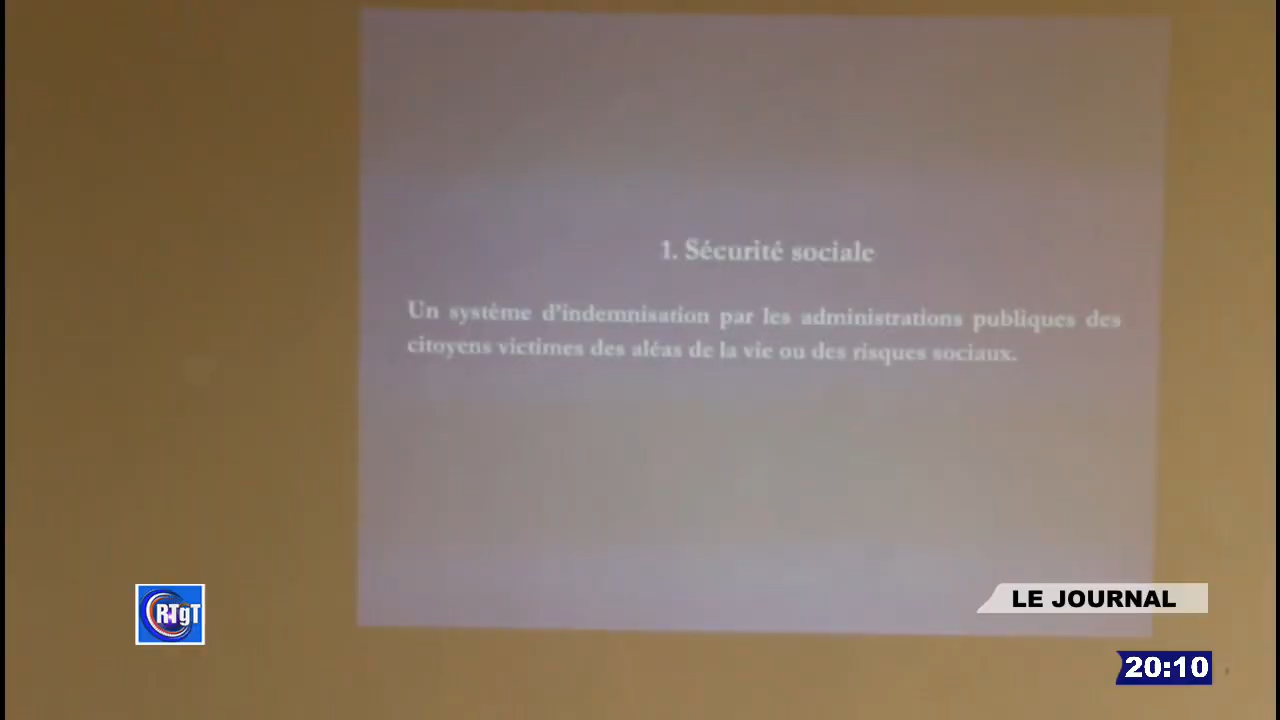 1. Sécurité sociale
Un système d'indemnisation par les administrations publiques des
citoyens victimes des aléas de la vie ou des risques sociaux.
RTgT
LE JOURNAL
20:10